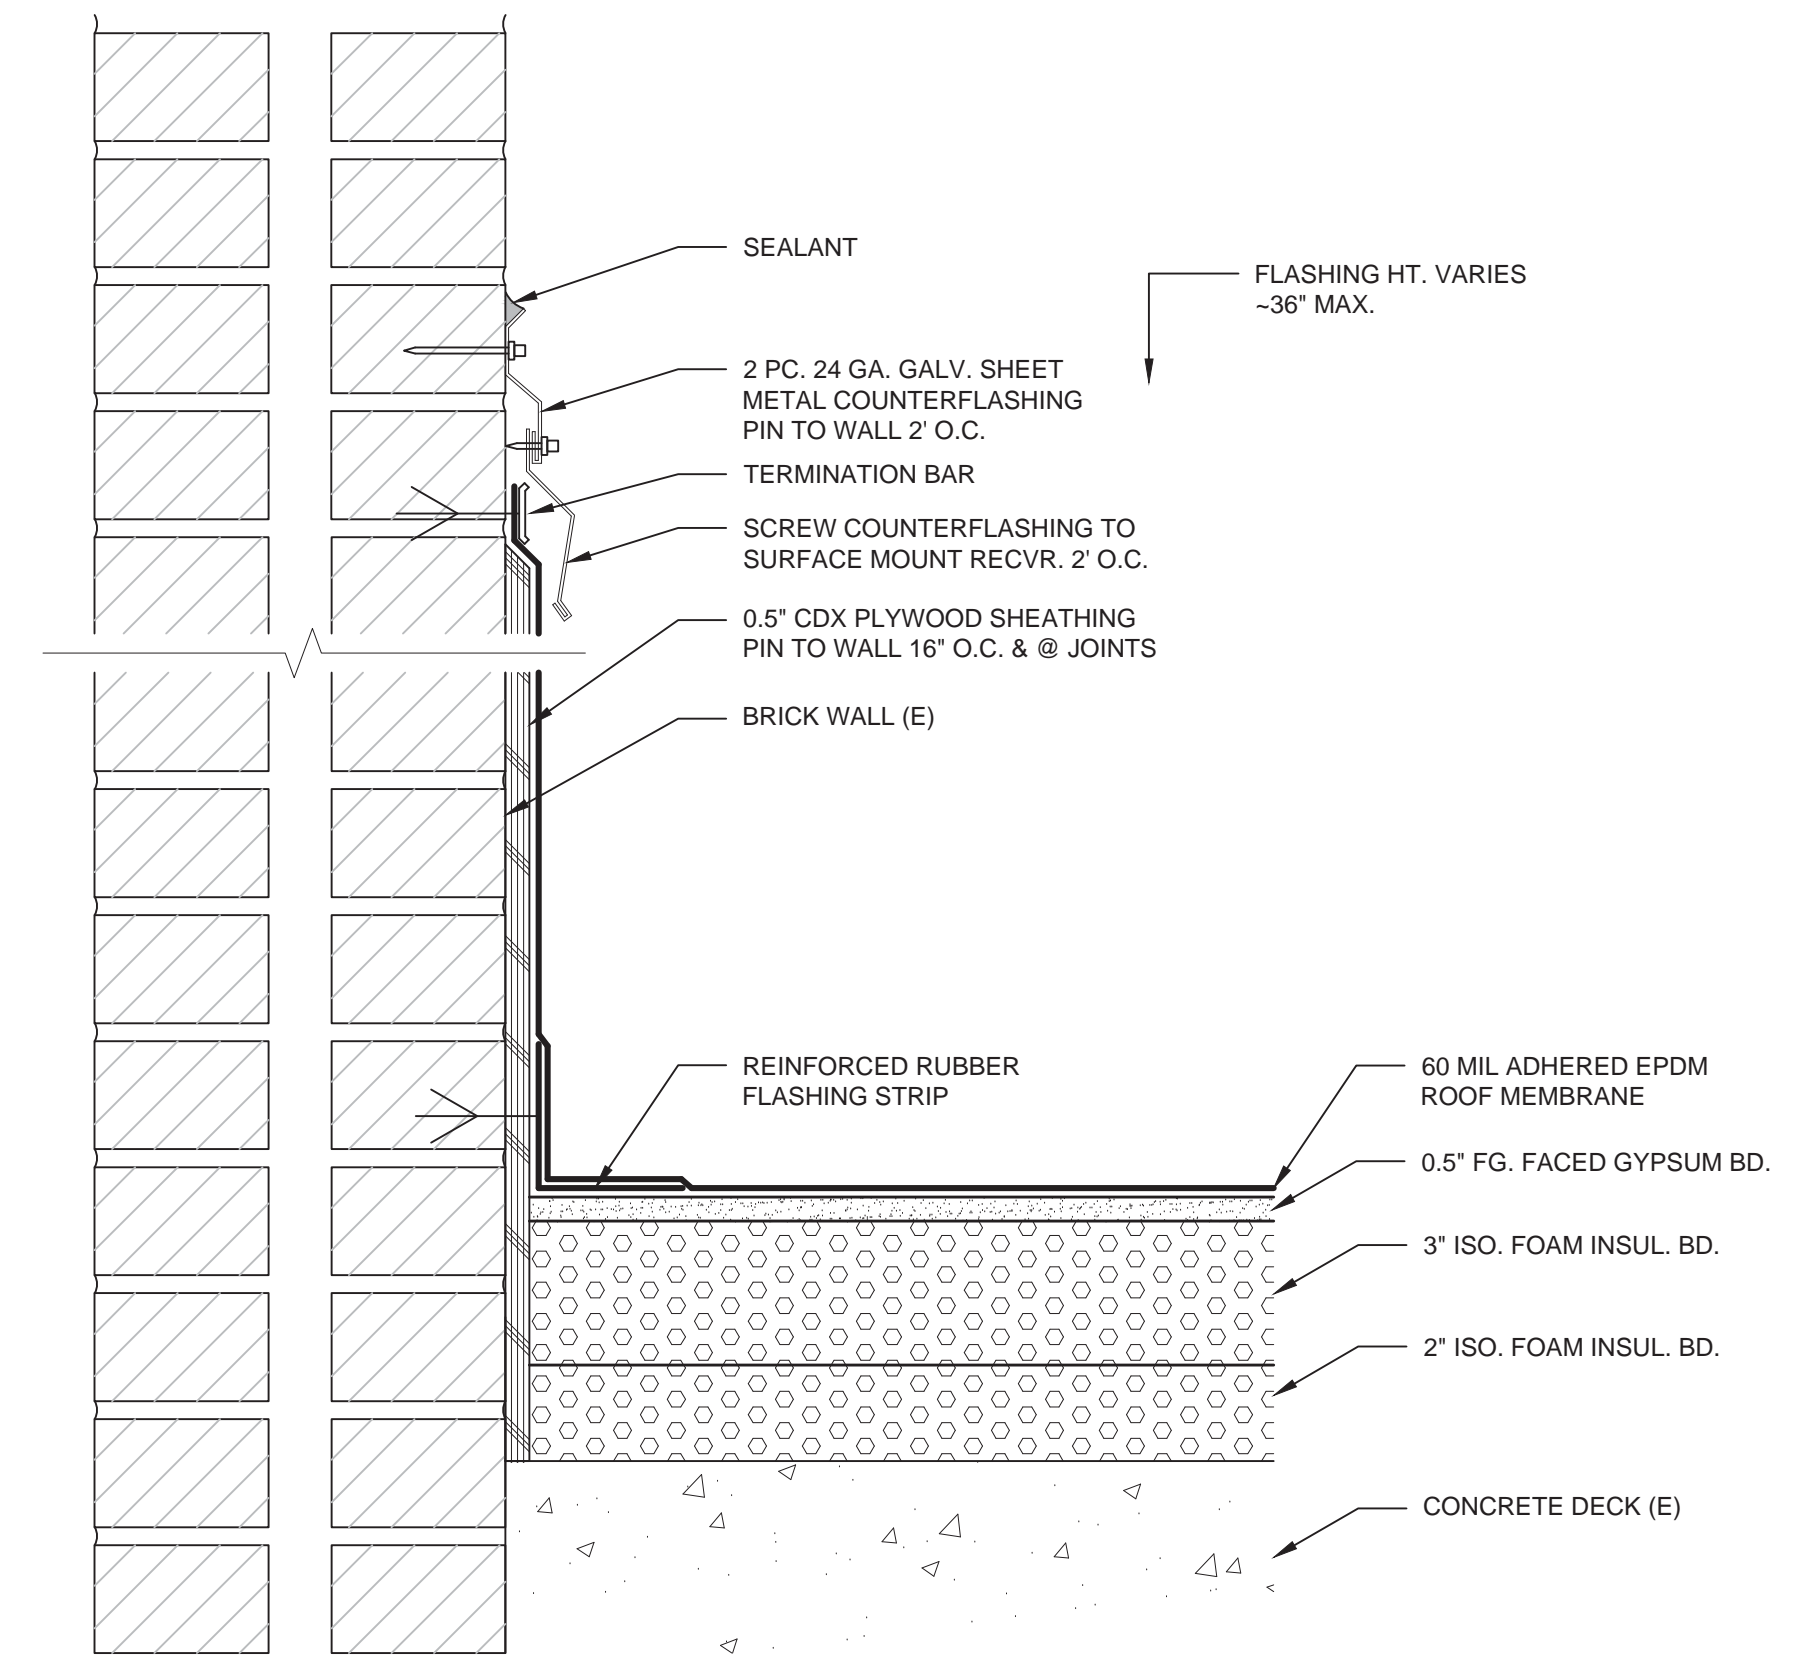 SEALANT
FLASHING HT. VARIES
~36" MAX.
2 PC. 24 GA. GALV. SHEET
METAL COUNTERFLASHING
PIN TO WALL 2' O.C.
TERMINATION BAR
SCREW COUNTERFLASHING TO
SURFACE MOUNT RECVR. 2' O.C.
0.5" CDX PLYWOOD SHEATHING
PIN TO WALL 16" O.C. & @ JOINTS
BRICK WALL (E)
REINFORCED RUBBER
FLASHING STRIP
60 MIL ADHERED EPDM
ROOF MEMBRANE
0.5" FG. FACED GYPSUM BD.
3" ISO. FOAM INSUL. BD.
2" ISO. FOAM INSUL. BD.
CONCRETE DECK (E)